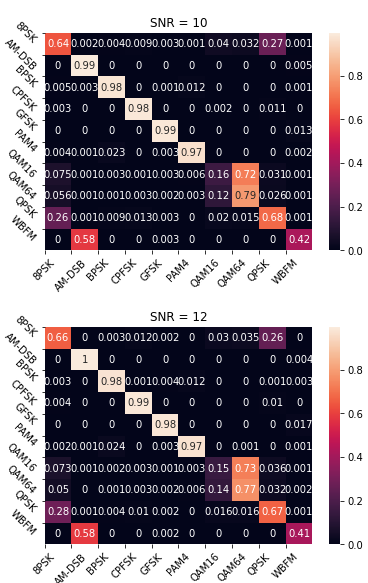 SNR = 10
8PSK 0.64 0.002 0.004 0.009 0.003 0.001 0.04 0.032 0.27 0.001
AM-DSB 0 0.99 0 0 0 0 0 0 0 0.005
BPSK 0.005 0.003 0.98 0 0.001 0.012 0 0 0 0.001
CPFSK 0.003 0 0 0.98 0 0 0.002 0 0.011 0
GFSK 0 0 0 0 0.99 0 0 0 0 0.013
PAM4 0.004 0.001 0.023 0 0.003 0.97 0 0 0 0.002
QAM16 0.075 0.001 0.003 0.001 0.003 0.006 0.16 0.72 0.031 0.001
QAM64 0.056 0.001 0.001 0.003 0.002 0.003 0.12 0.79 0.026 0.001
QPSK 0.26 0.001 0.009 0.013 0.003 0 0.02 0.015 0.68 0.001
WBFM 0 0.58 0 0 0.003 0 0 0 0 0.42
8PSK AM-DSB BPSK CPFSK GFSK PAM4 QAM16 QAM64 QPSK WBFM
0.8
0.6
0.4
0.2
0.0
SNR = 12
8PSK 0.66 0 0.003 0.012 0.002 0 0.03 0.035 0.26 0
AM-DSB 0 1 0 0 0 0 0 0 0 0.004
BPSK 0.003 0 0.98 0.001 0.004 0.012 0 0 0.001 0.003
CPFSK 0.004 0 0 0.99 0 0 0 0 0.01 0
GFSK 0 0 0 0 0.98 0 0 0 0 0.017
PAM4 0.002 0.001 0.024 0 0.003 0.97 0 0.001 0 0.001
QAM16 0.073 0.001 0.002 0.003 0.001 0.003 0.15 0.73 0.036 0.001
QAM64 0.05 0 0.001 0.003 0.002 0.006 0.14 0.77 0.032 0.002
QPSK 0.28 0.001 0.004 0.01 0.002 0 0.016 0.016 0.67 0.001
WBFM 0 0.58 0 0 0.002 0 0 0 0 0.41
8PSK AM-DSB BPSK CPFSK GFSK PAM4 QAM16 QAM64 QPSK WBFM
0.8
0.6
0.4
0.2
0.0